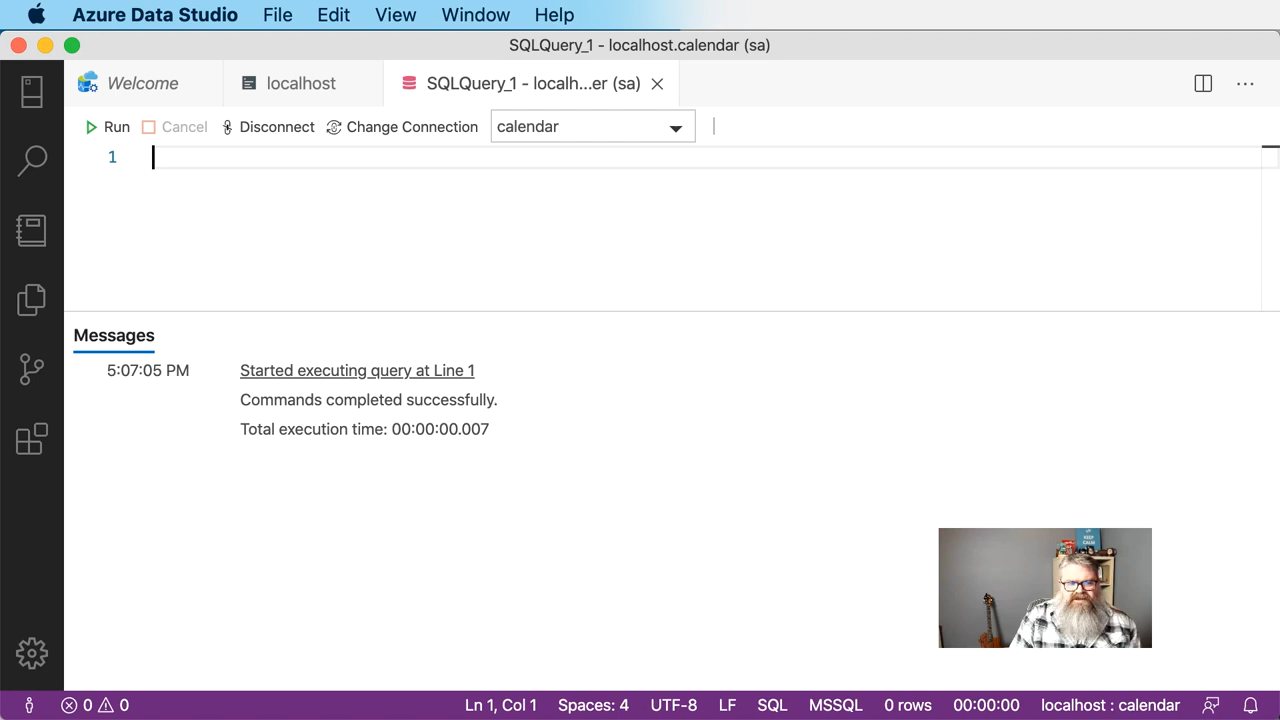 Azure Data Studio File Edit View Window Help
SQLQuery_1 - localhost.calendar (sa)
Welcome localhost SQLQuery_1 - localh...er (sa)
Run Cancel Disconnect Change Connection calendar
1
Messages
5:07:05 PM Started executing query at Line 1
Commands completed successfully.
Total execution time: 00:00:00.007
KEEP
CALM
0 0 Ln 1, Col 1 Spaces: 4 UTF-8 LF SQL MSSQL 0 rows 00:00:00 localhost : calendar